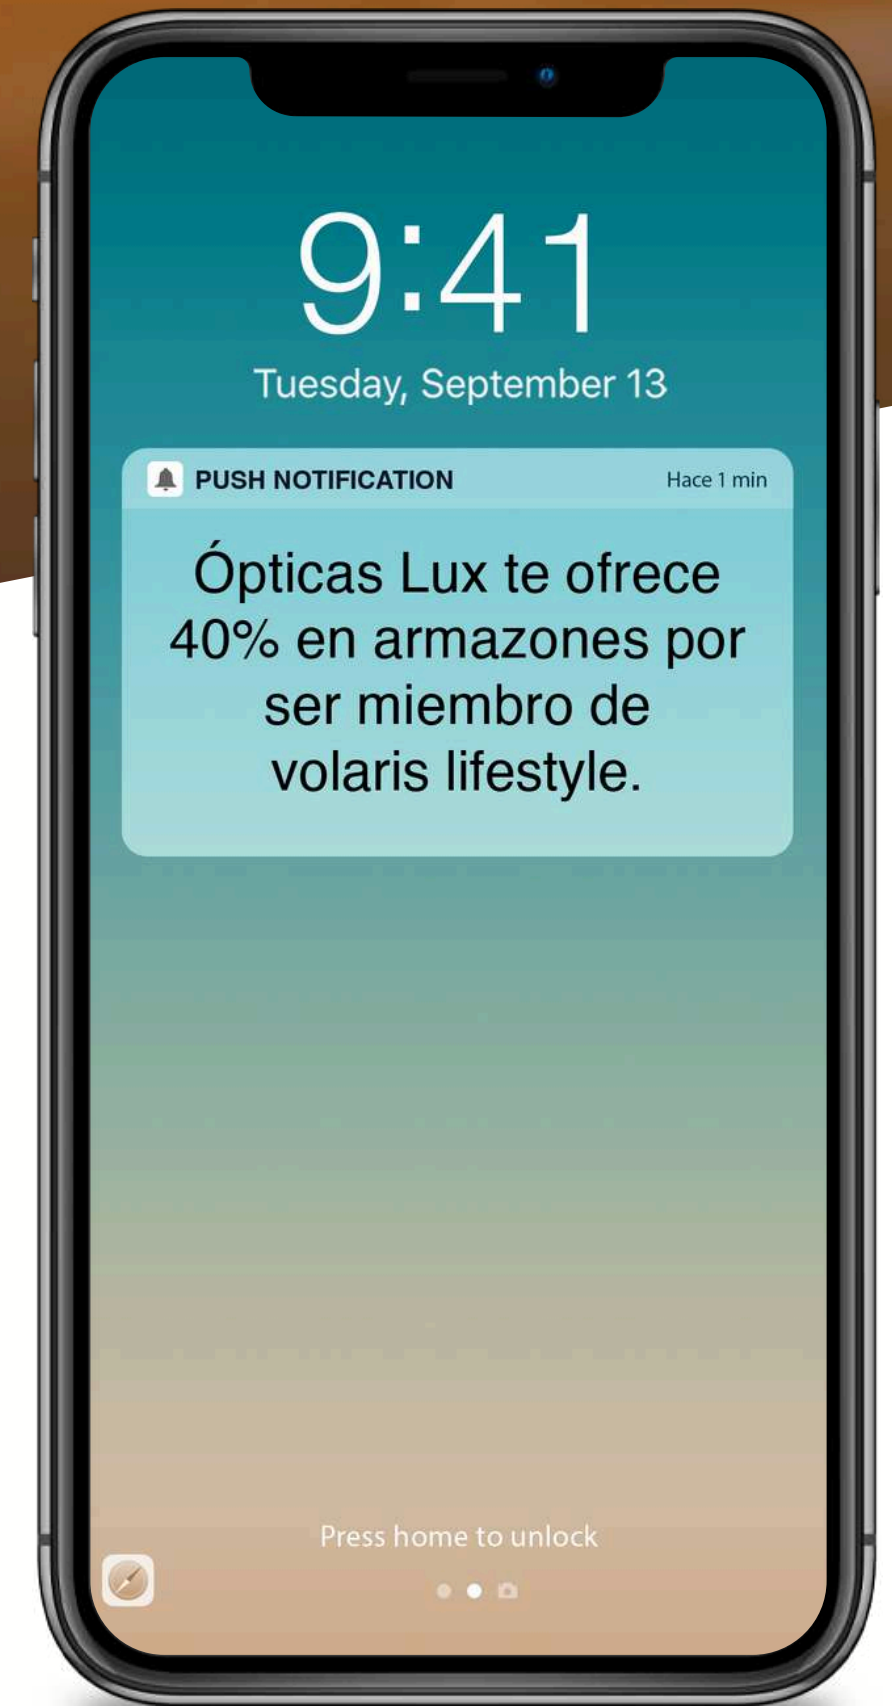 9:41
Tuesday, September 13
PUSH NOTIFICATION Hace 1 min
Ópticas Lux te ofrece
40% en armazones por
ser miembro de
volaris lifestyle.
Press home to unlock